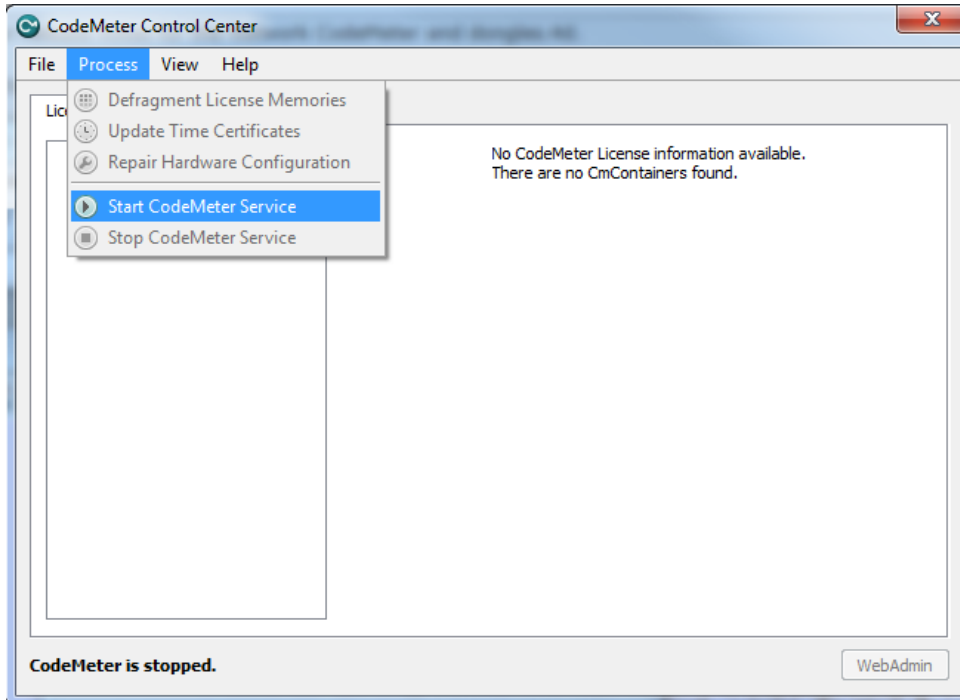 CodeMeter Control Center
File Process View Help
Defragment License Memories
Update Time Certificates
Repair Hardware Configuration
Start CodeMeter Service
Stop CodeMeter Service
No CodeMeter License information available.
There are no CmContainers found.
CodeMeter is stopped.
WebAdmin